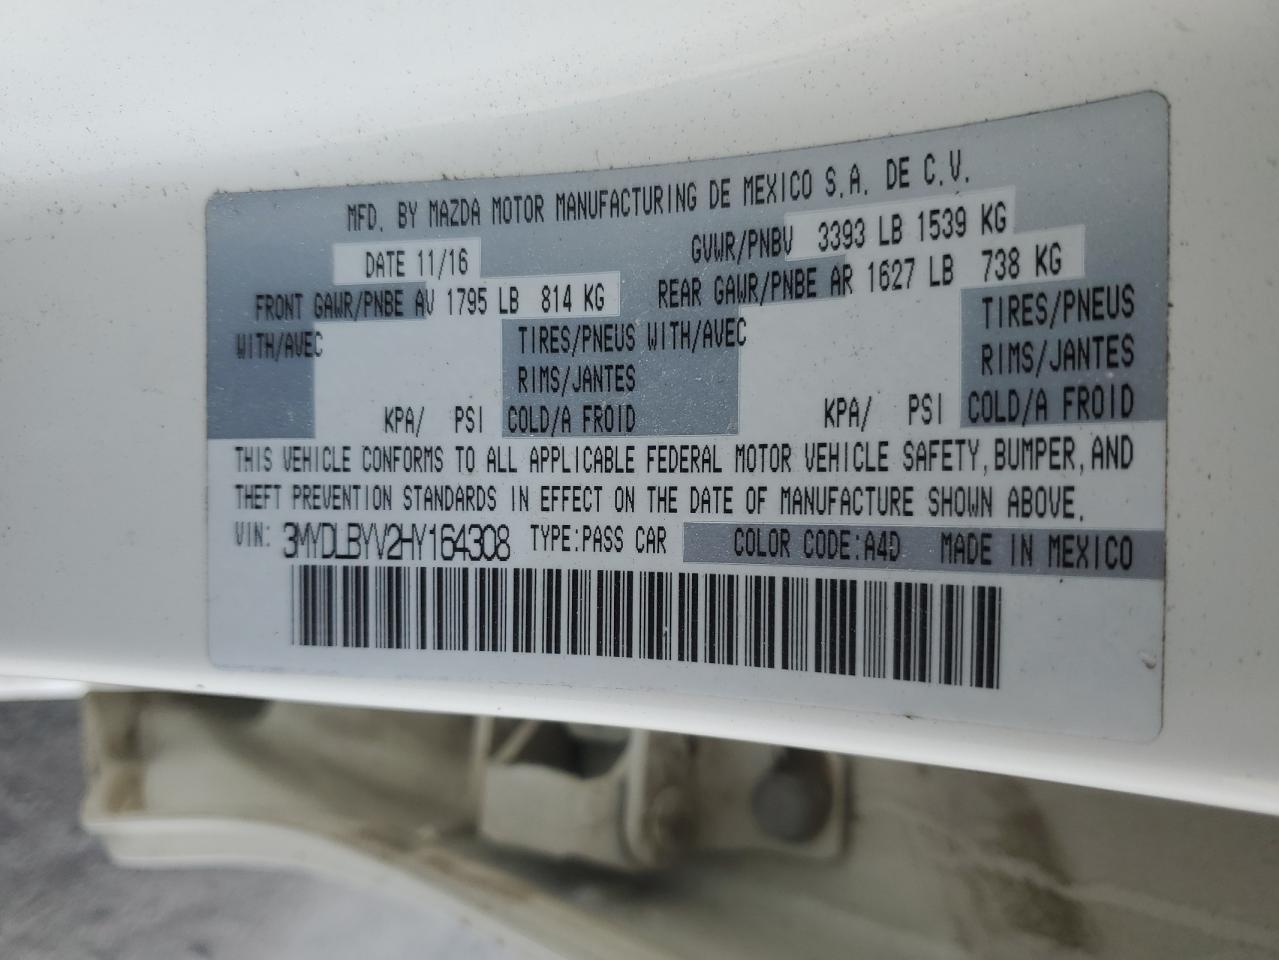 MFD. BY MAZDA MOTOR MANUFACTURING DE MEXICO S.A. DE C.V.
DATE 11/16 GVWR/PNBV 3393 LB 1539 KG
FRONT GAWR/PNBE AV 1795 LB 814 KG REAR GAWR/PNBE AR 1627 LB 738 KG
WITH/AVEC TIRES/PNEUS WITH/AVEC TIRES/PNEUS
RIMS/JANTES RIMS/JANTES
KPA/ PSI COLD/A FROID KPA/ PSI COLD/A FROID
THIS VEHICLE CONFORMS TO ALL APPLICABLE FEDERAL MOTOR VEHICLE SAFETY, BUMPER, AND
THEFT PREVENTION STANDARDS IN EFFECT ON THE DATE OF MANUFACTURE SHOWN ABOVE.
VIN: 3MYDLBYV2HY164308 TYPE:PASS CAR COLOR CODE:A4D MADE IN MEXICO